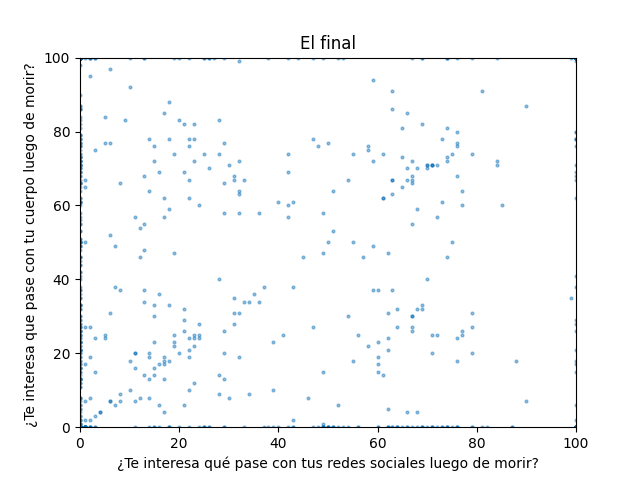 El final
¿Te interesa que pase con tu cuerpo luego de morir?
100
80
60
40
20
0
0 20 40 60 80 100
¿Te interesa qué pase con tus redes sociales luego de morir?